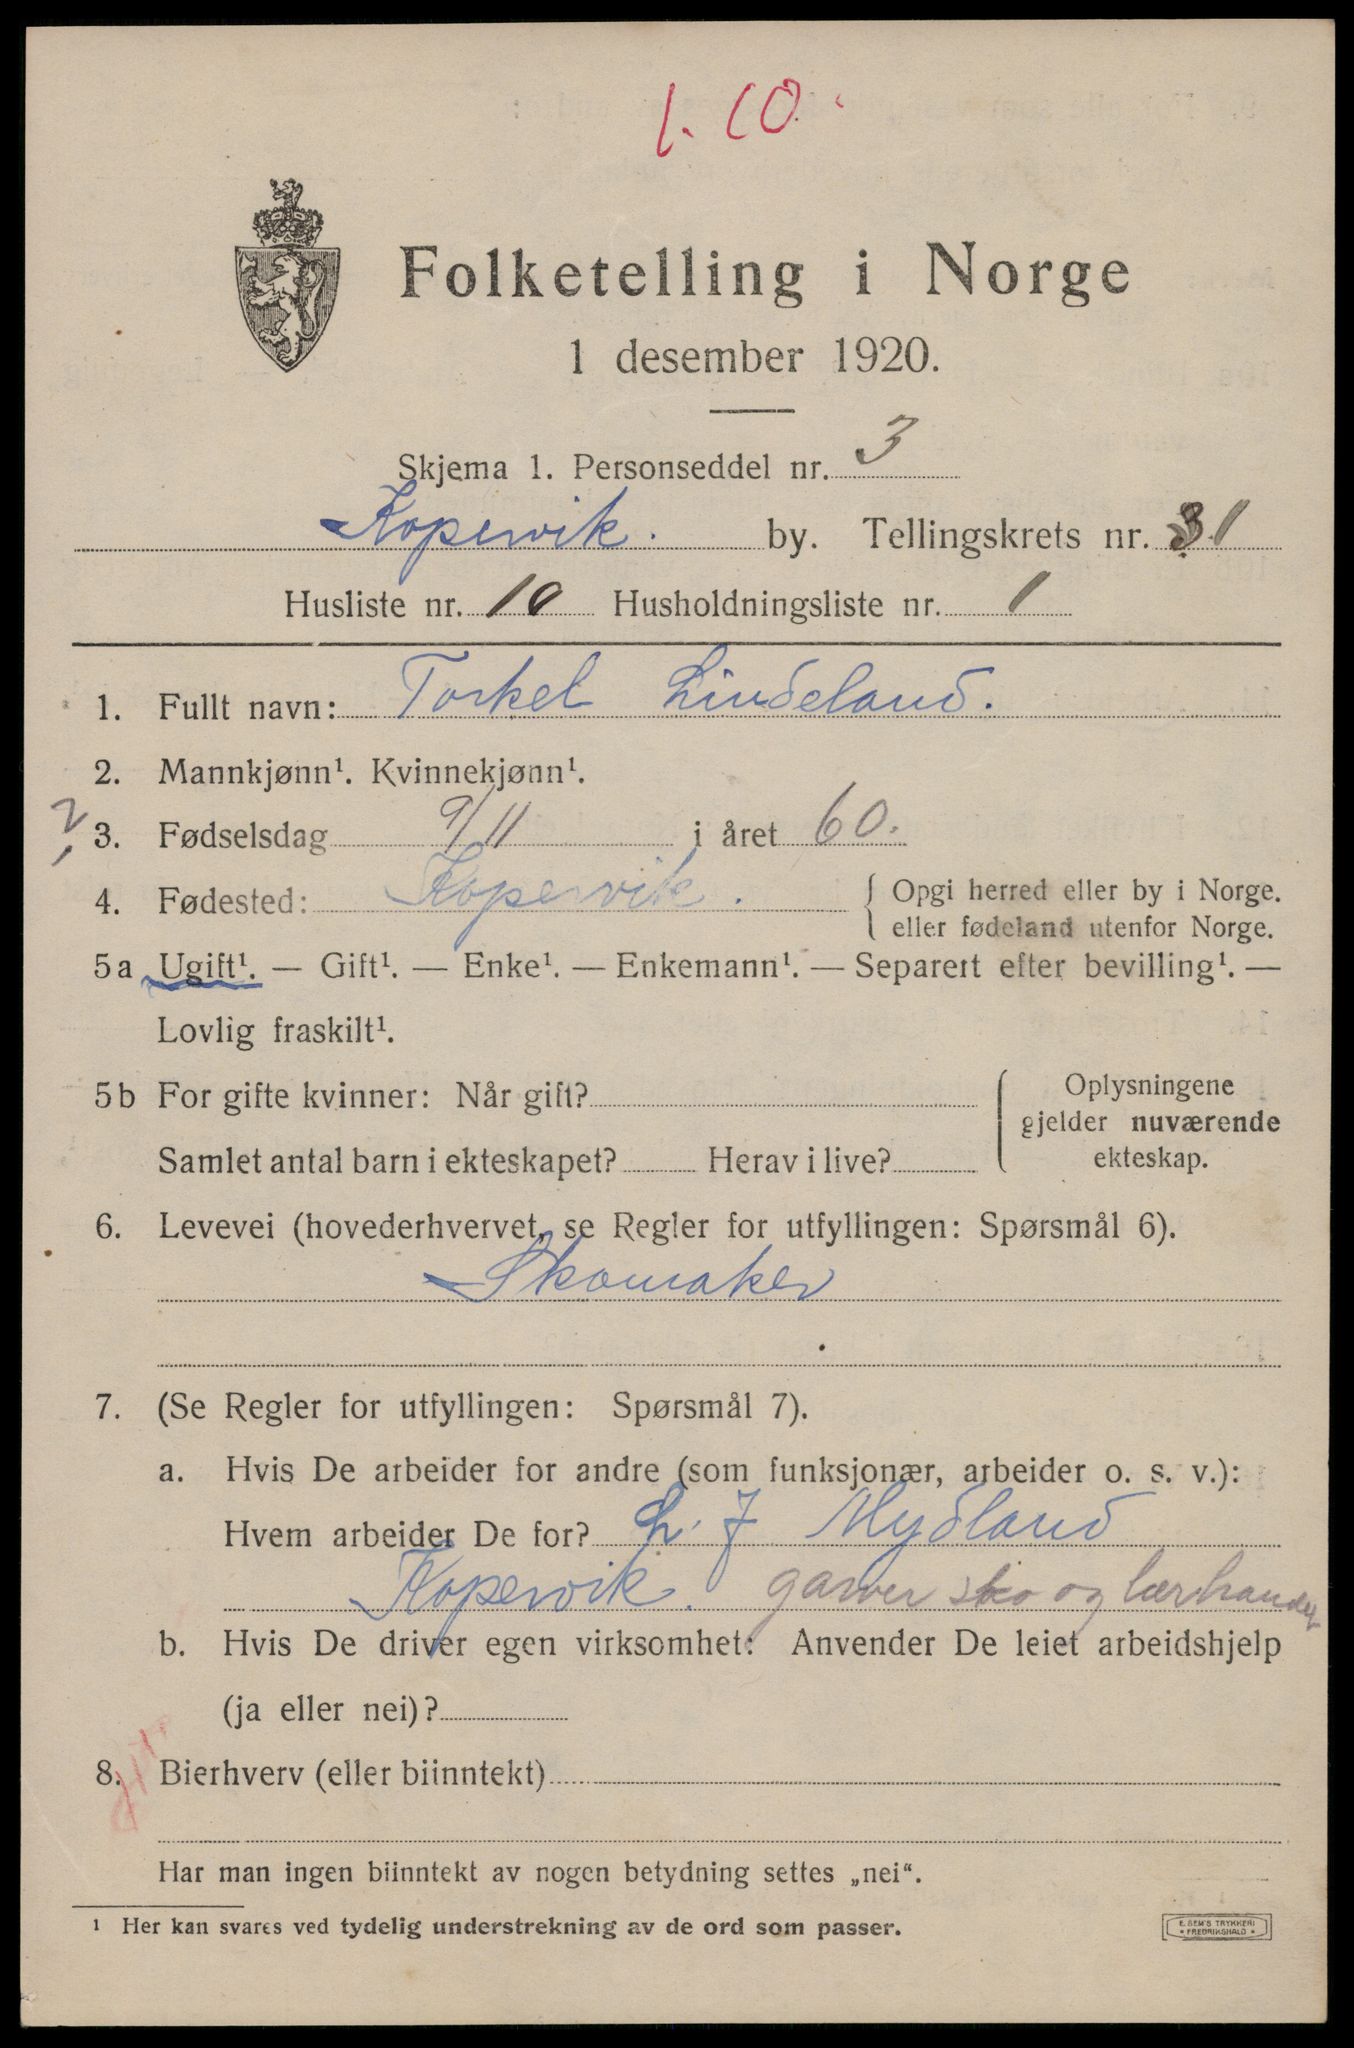 1.10.
Folketelling i Norge
1 desember 1920.
Skjema 1. Personseddel nr. 3
Kopervik. by. Tellingskrets nr. 1
Husliste nr. 10 Husholdningsliste nr. 1
1. Fullt navn: Torkel Lindeland.
2. Mannkjønn¹. Kvinnekjønn¹.
3. Fødselsdag 9/11 i året 60.
4. Fødested: Kopervik. { Opgi herred eller by i Norge.
eller fødeland utenfor Norge.
5a Ugift¹. — Gift¹. — Enke¹. — Enkemann¹. — Separert efter bevilling¹. —
Lovlig fraskilt¹.
5b For gifte kvinner: Når gift?
Samlet antal barn i ekteskapet? Herav i live?
Oplysningene
gjelder nuværende
ekteskap.
6. Levevei (hovederhvervet, se Regler for utfyllingen: Spørsmål 6).
Skomaker
7. (Se Regler for utfyllingen: Spørsmål 7).
a. Hvis De arbeider for andre (som funksjonær, arbeider o. s. v.):
Hvem arbeider De for? L. J Mydland
Kopervik. garver sko og lærhandel
b. Hvis De driver egen virksomhet: Anvender De leiet arbeidshjelp
(ja eller nei)?
8. Bierhverv (eller biinntekt)
Har man ingen biinntekt av nogen betydning settes „nei“.
¹ Her kan svares ved tydelig understrekning av de ord som passer.
E. SEM'S TRYKKERI
* FREDRIKSHALD *